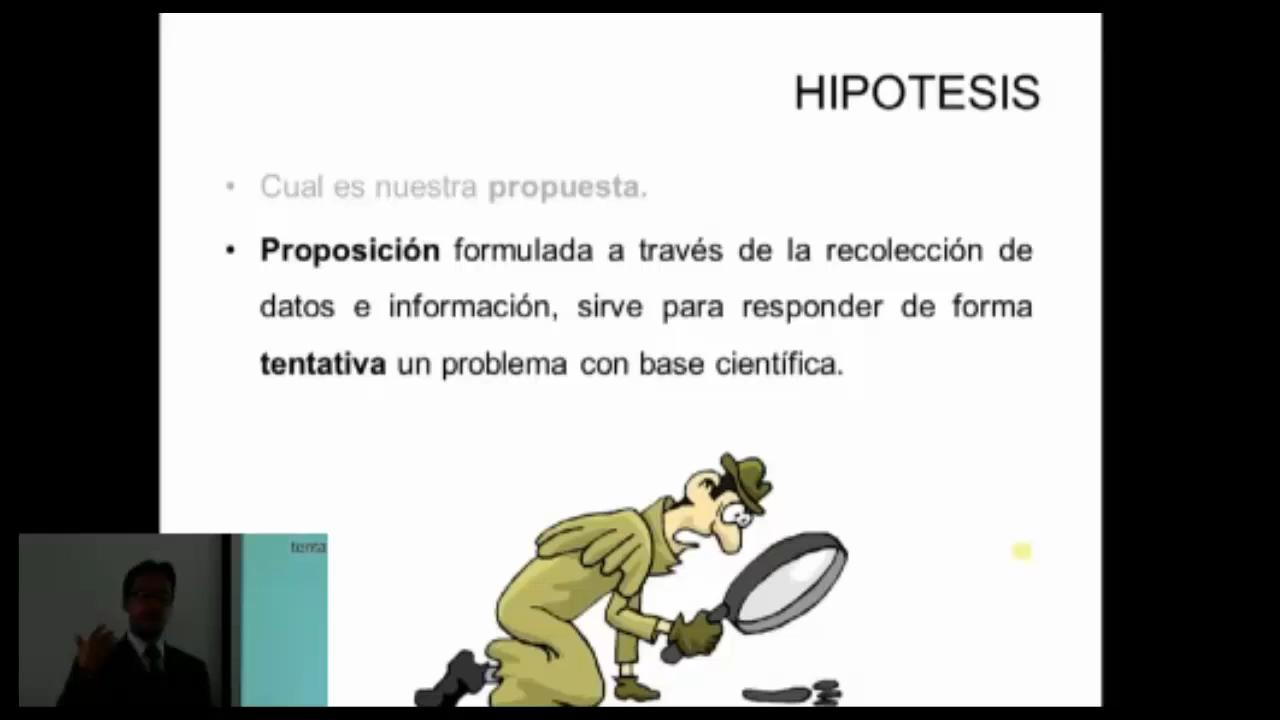 HIPOTESIS
• Cual es nuestra propuesta.
• Proposición formulada a través de la recolección de
datos e información, sirve para responder de forma
tentativa un problema con base científica.
tenta